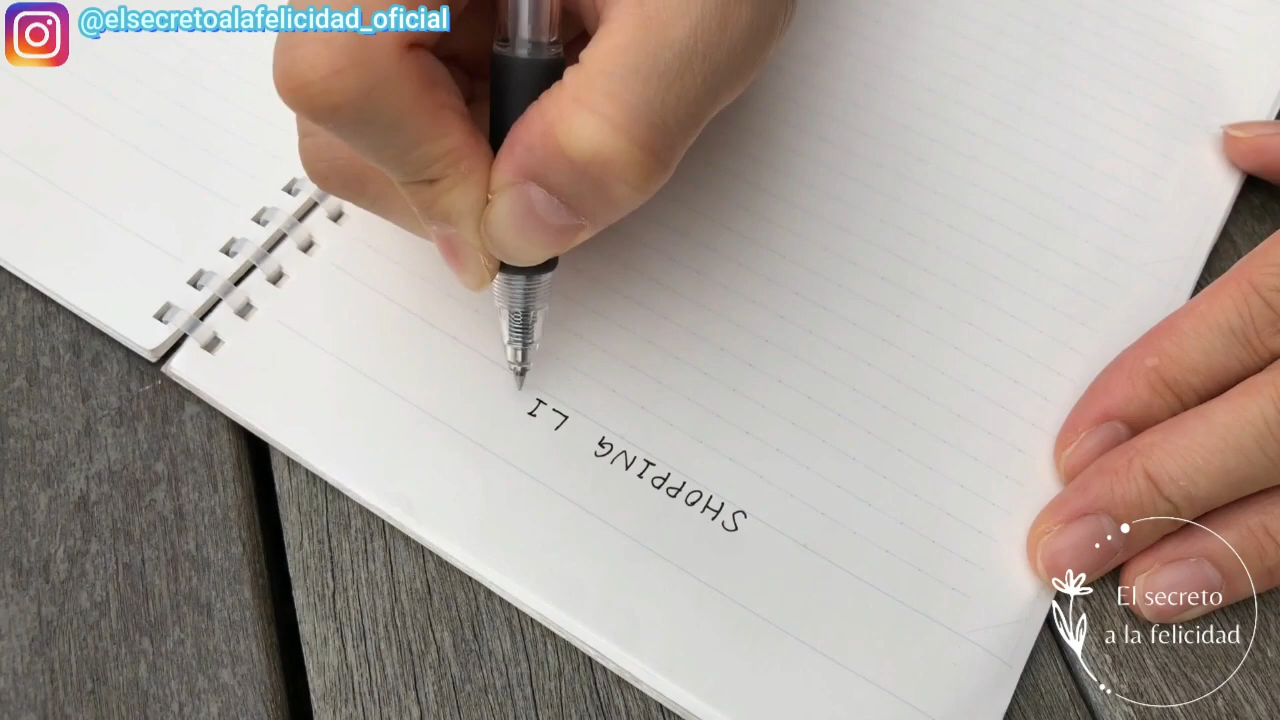 @elsecretoalafelicidad_oficial
SHOPPING LI
El secreto
a la felicidad